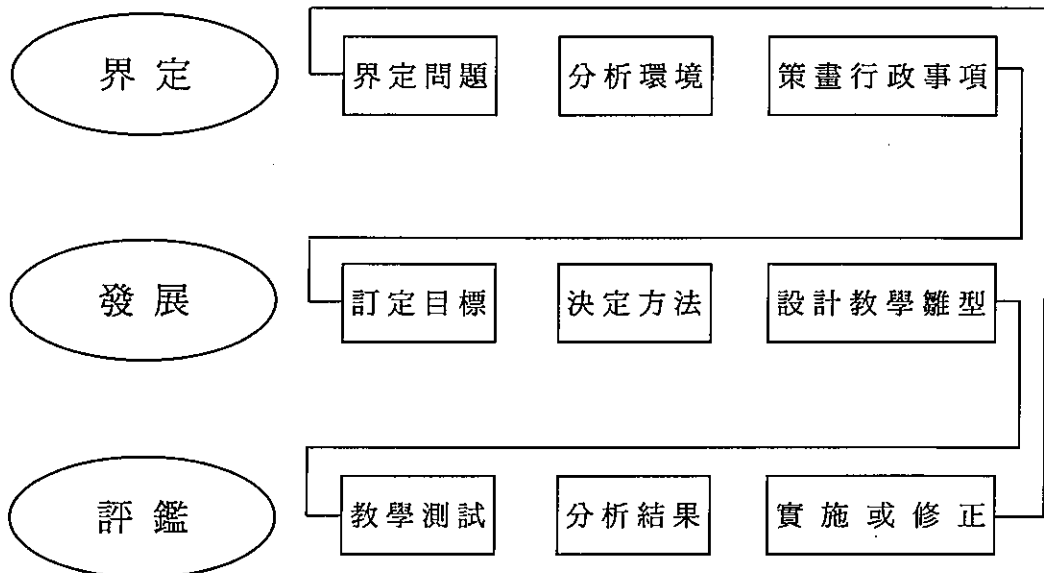 界定 界定問題 分析環境 策畫行政事項
發展 訂定目標 決定方法 設計教學雛型
評鑑 教學測試 分析結果 實施或修正